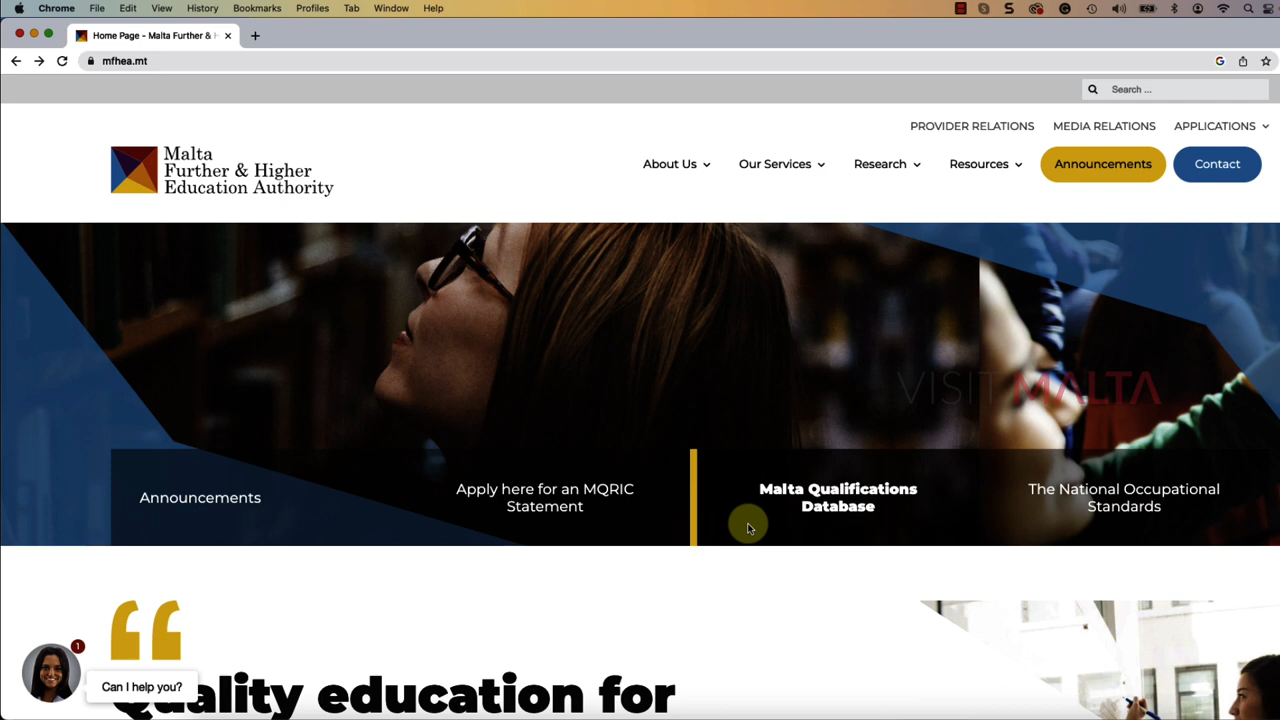 Chrome File Edit View History Bookmarks Profiles Tab Window Help
Home Page - Malta Further & H
mfhea.mt
Search ...
PROVIDER RELATIONS MEDIA RELATIONS APPLICATIONS
Malta
Further & Higher
Education Authority
About Us Our Services Research Resources Announcements Contact
VISIT MALTA
Announcements
Apply here for an MQRIC
Statement
Malta Qualifications
Database
The National Occupational
Standards
1
Can I help you?
Quality education for